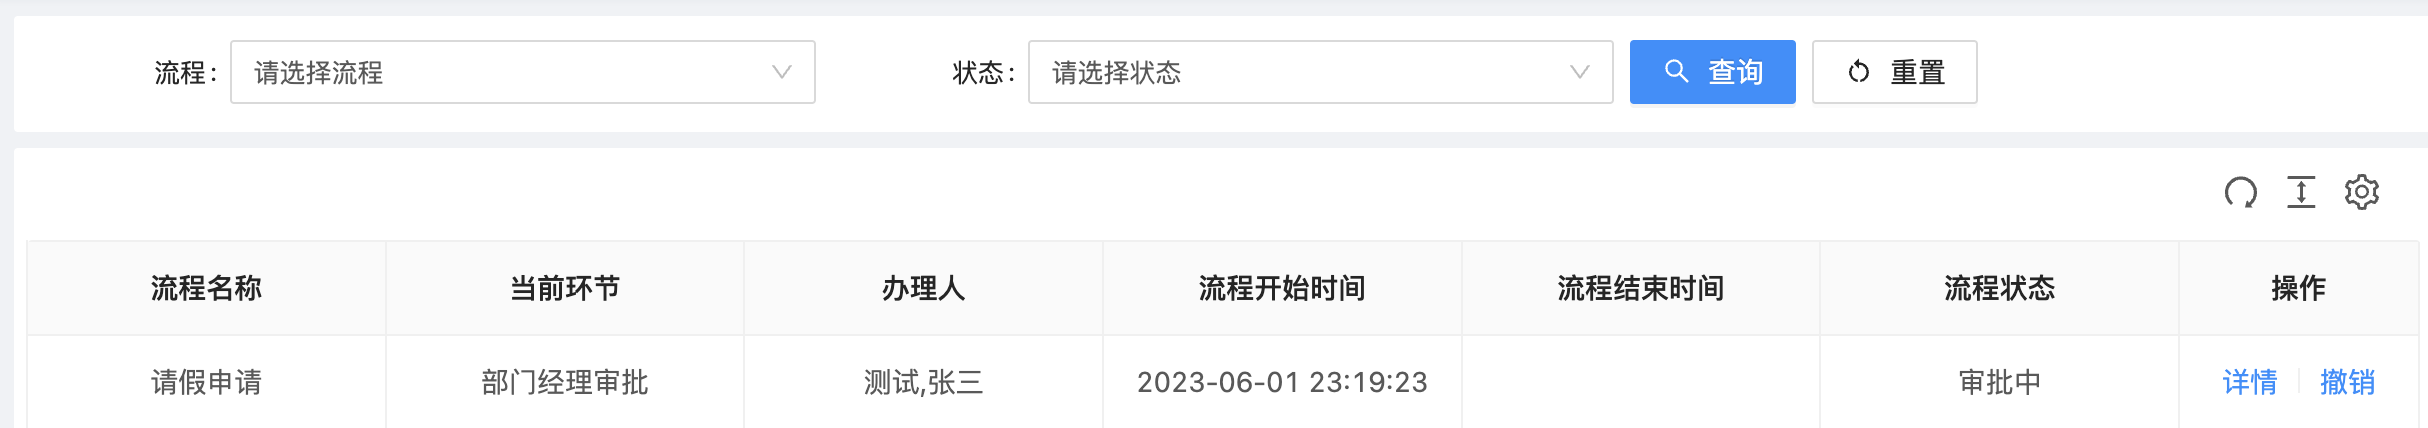 流程: 请选择流程 状态: 请选择状态 查询 重置
流程名称 当前环节 办理人 流程开始时间 流程结束时间 流程状态 操作
请假申请 部门经理审批 测试,张三 2023-06-01 23:19:23 审批中 详情 撤销